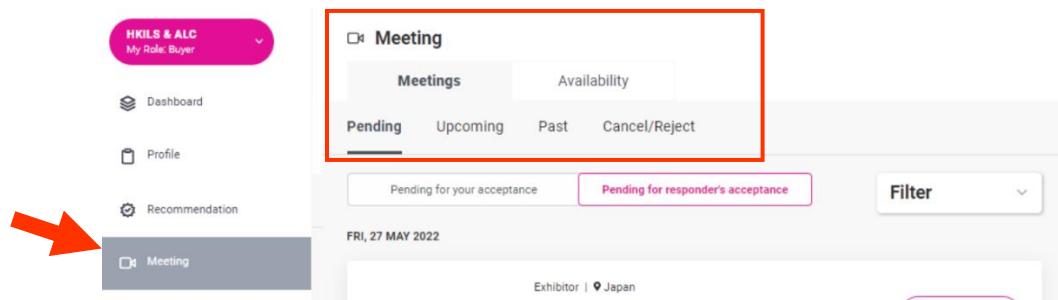 HKILS & ALC
My Role: Buyer
Dashboard
Profile
Recommendation
Meeting
Meeting
Meetings Availability
Pending Upcoming Past Cancel/Reject
Pending for your acceptance Pending for responder's acceptance Filter
FRI, 27 MAY 2022
Exhibitor | Japan